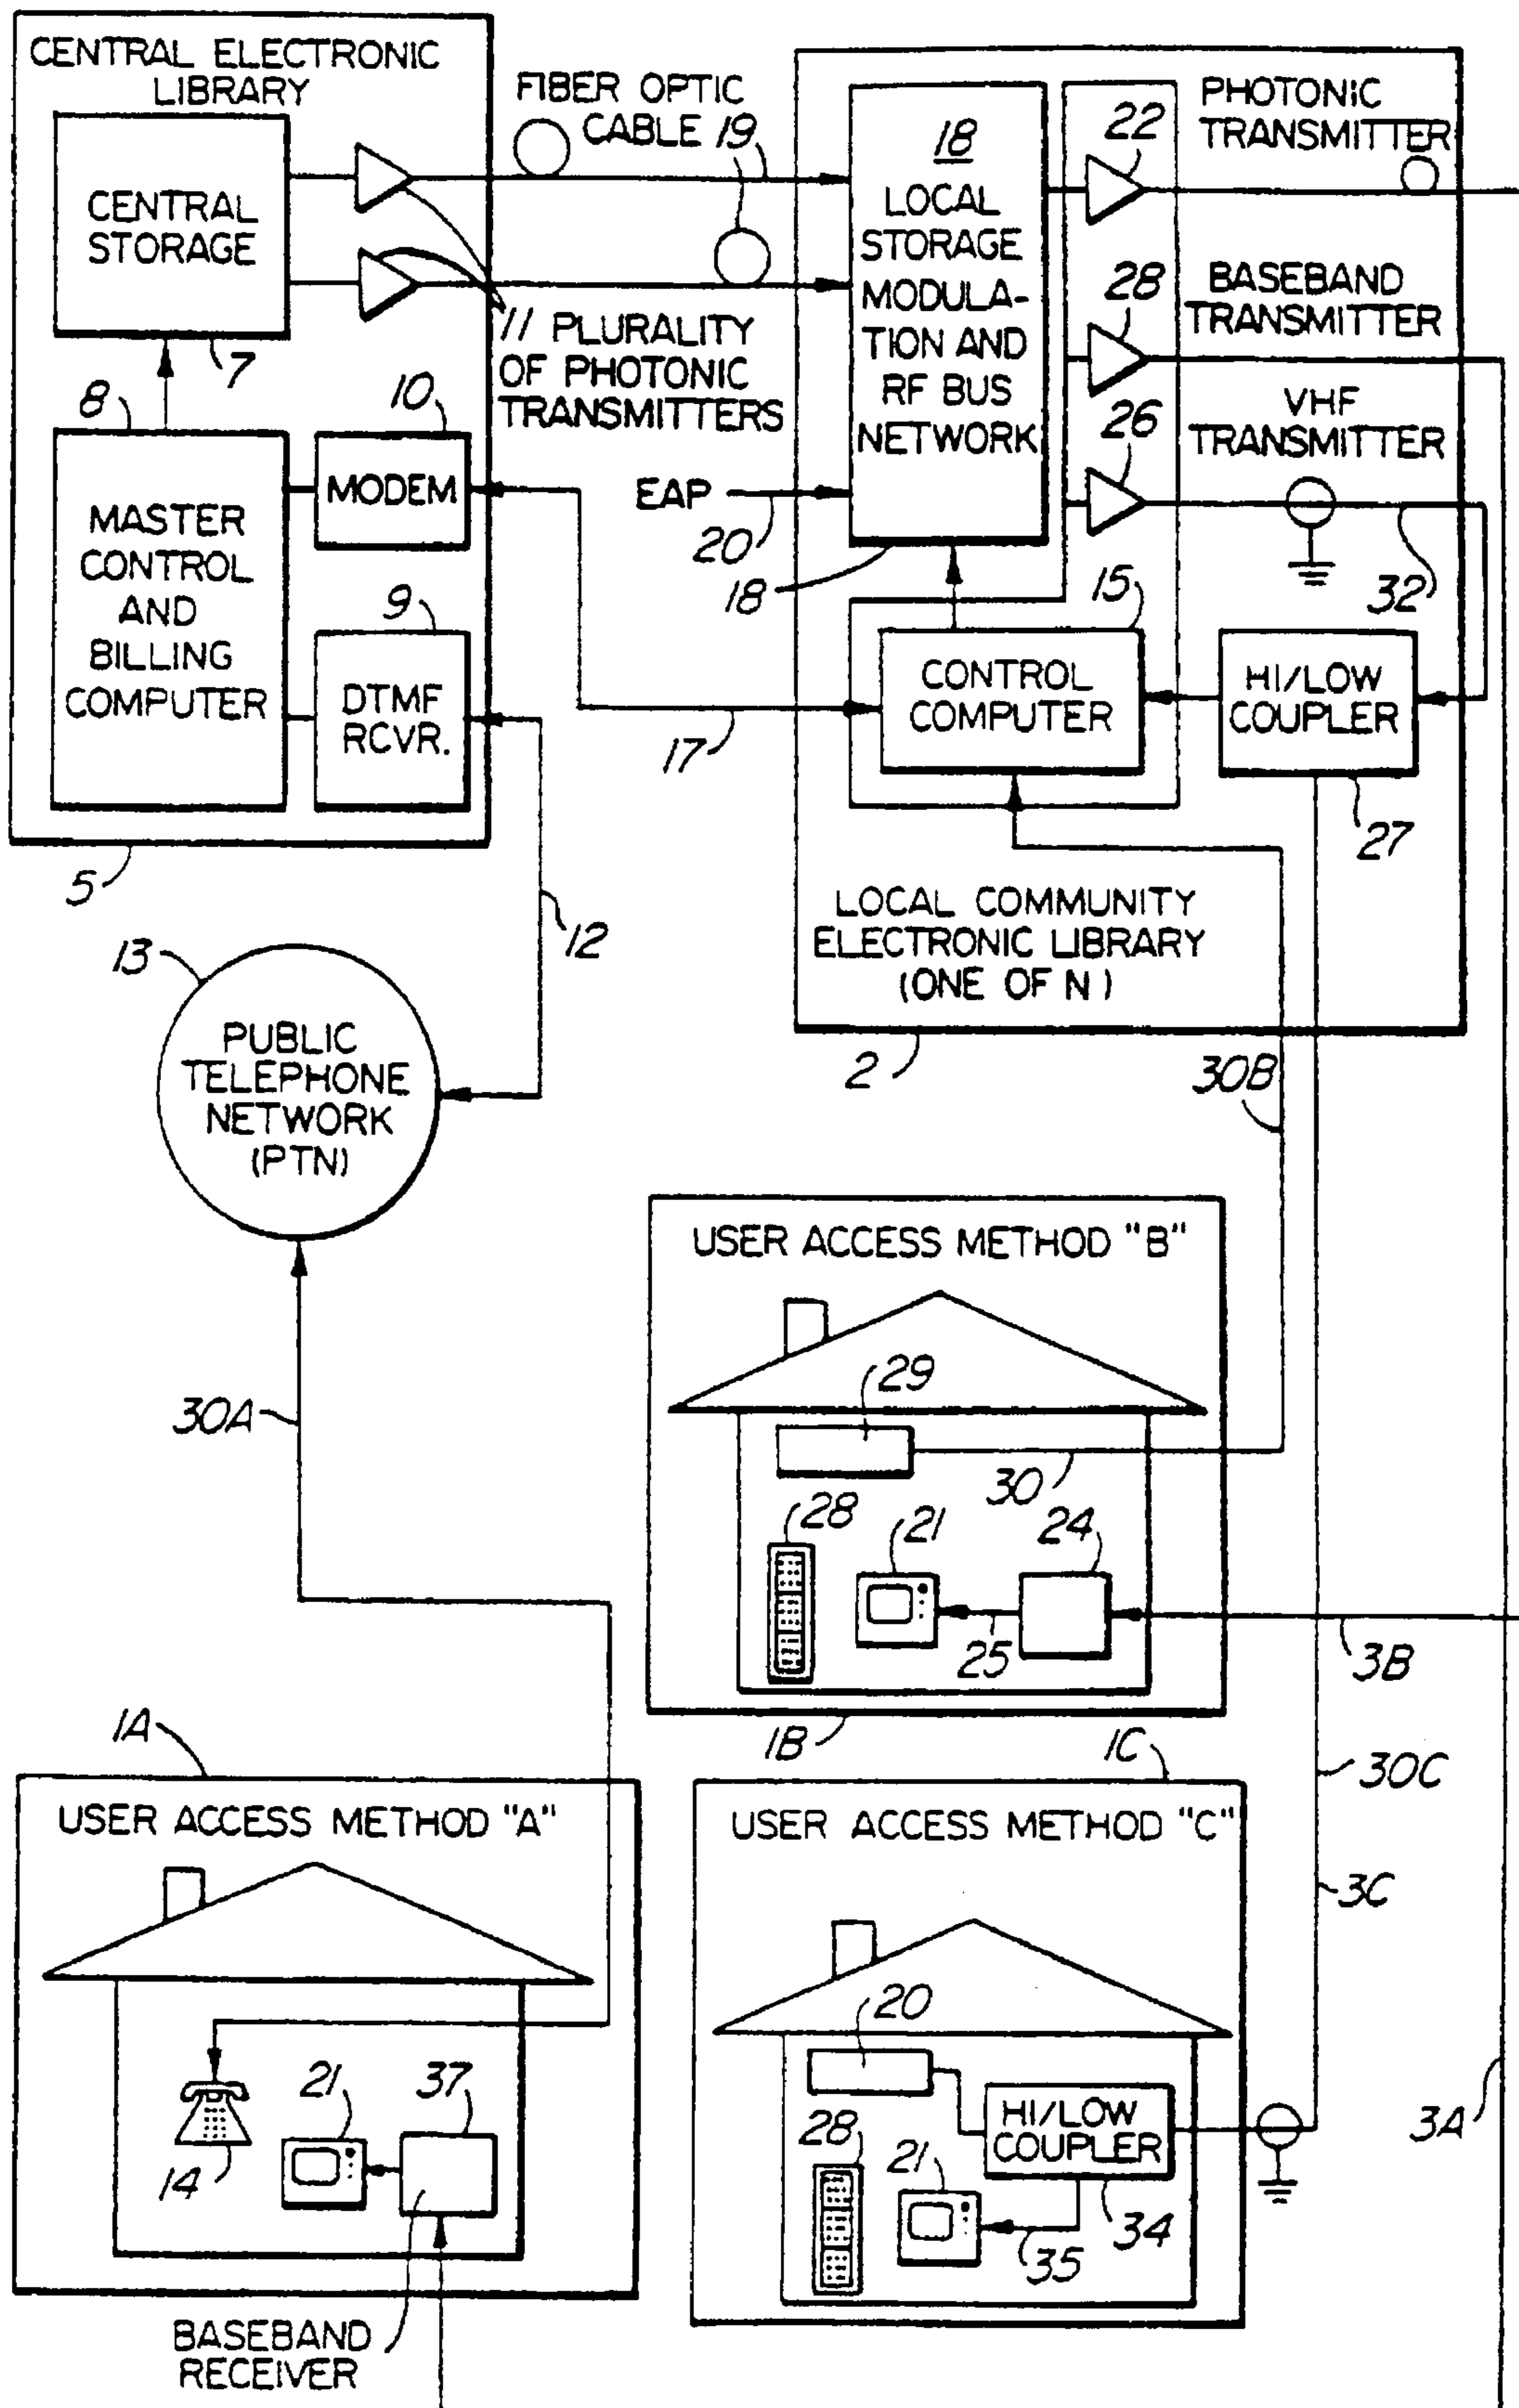 CENTRAL ELECTRONIC
LIBRARY
CENTRAL
STORAGE
7
8
MASTER
CONTROL
AND
BILLING
COMPUTER
10
MODEM
9
DTMF
RCVR.
5
FIBER OPTIC
CABLE 19
11 PLURALITY
OF PHOTONIC
TRANSMITTERS
EAP
20
17
12
13
PUBLIC
TELEPHONE
NETWORK
(PTN)
30A
18
LOCAL
STORAGE
MODULA-
TION AND
RF BUS
NETWORK
18
22
PHOTONIC
TRANSMITTER
28
BASEBAND
TRANSMITTER
26
VHF
TRANSMITTER
32
15
CONTROL
COMPUTER
HI/LOW
COUPLER
27
LOCAL COMMUNITY
ELECTRONIC LIBRARY
(ONE OF N)
2
30B
USER ACCESS METHOD "B"
29
30
28
21
24
25
3B
1B
1A
USER ACCESS METHOD "A"
14
21
37
BASEBAND
RECEIVER
1C
USER ACCESS METHOD "C"
30C
3C
20
HI/LOW
COUPLER
28
21
35
34
3A